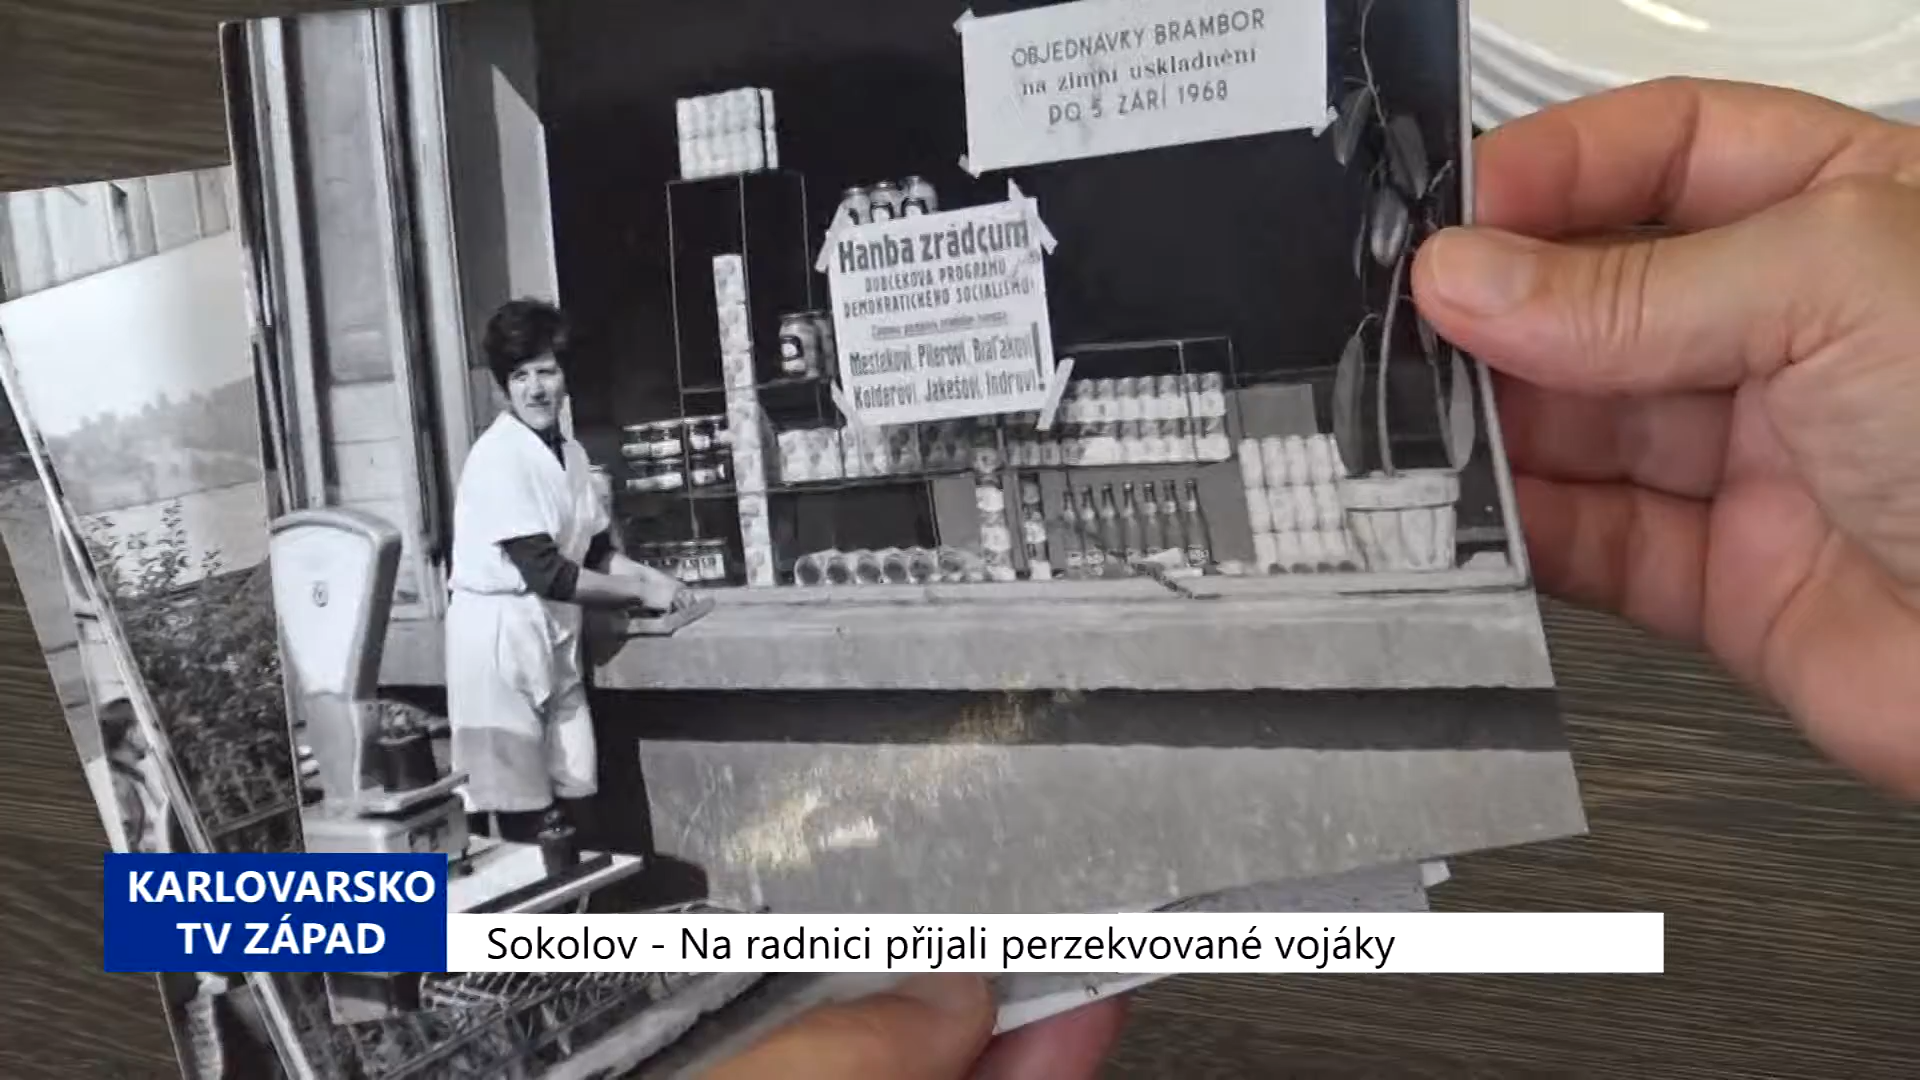 OBJEDNÁVKY BRAMBOR
na zimní uskladnění
DO 5. ZÁŘÍ 1968
Hanba zrádcům
DUBČEKOVA PROGRAMU
DEMOKRATICKÉHO SOCIALISMU!
Mestekovi, Pilerovi, Biľakovi
Kolderovi, Jakešovi, Indrovi!
KARLOVARSKO
TV ZÁPAD
Sokolov - Na radnici přijali perzekvované vojáky